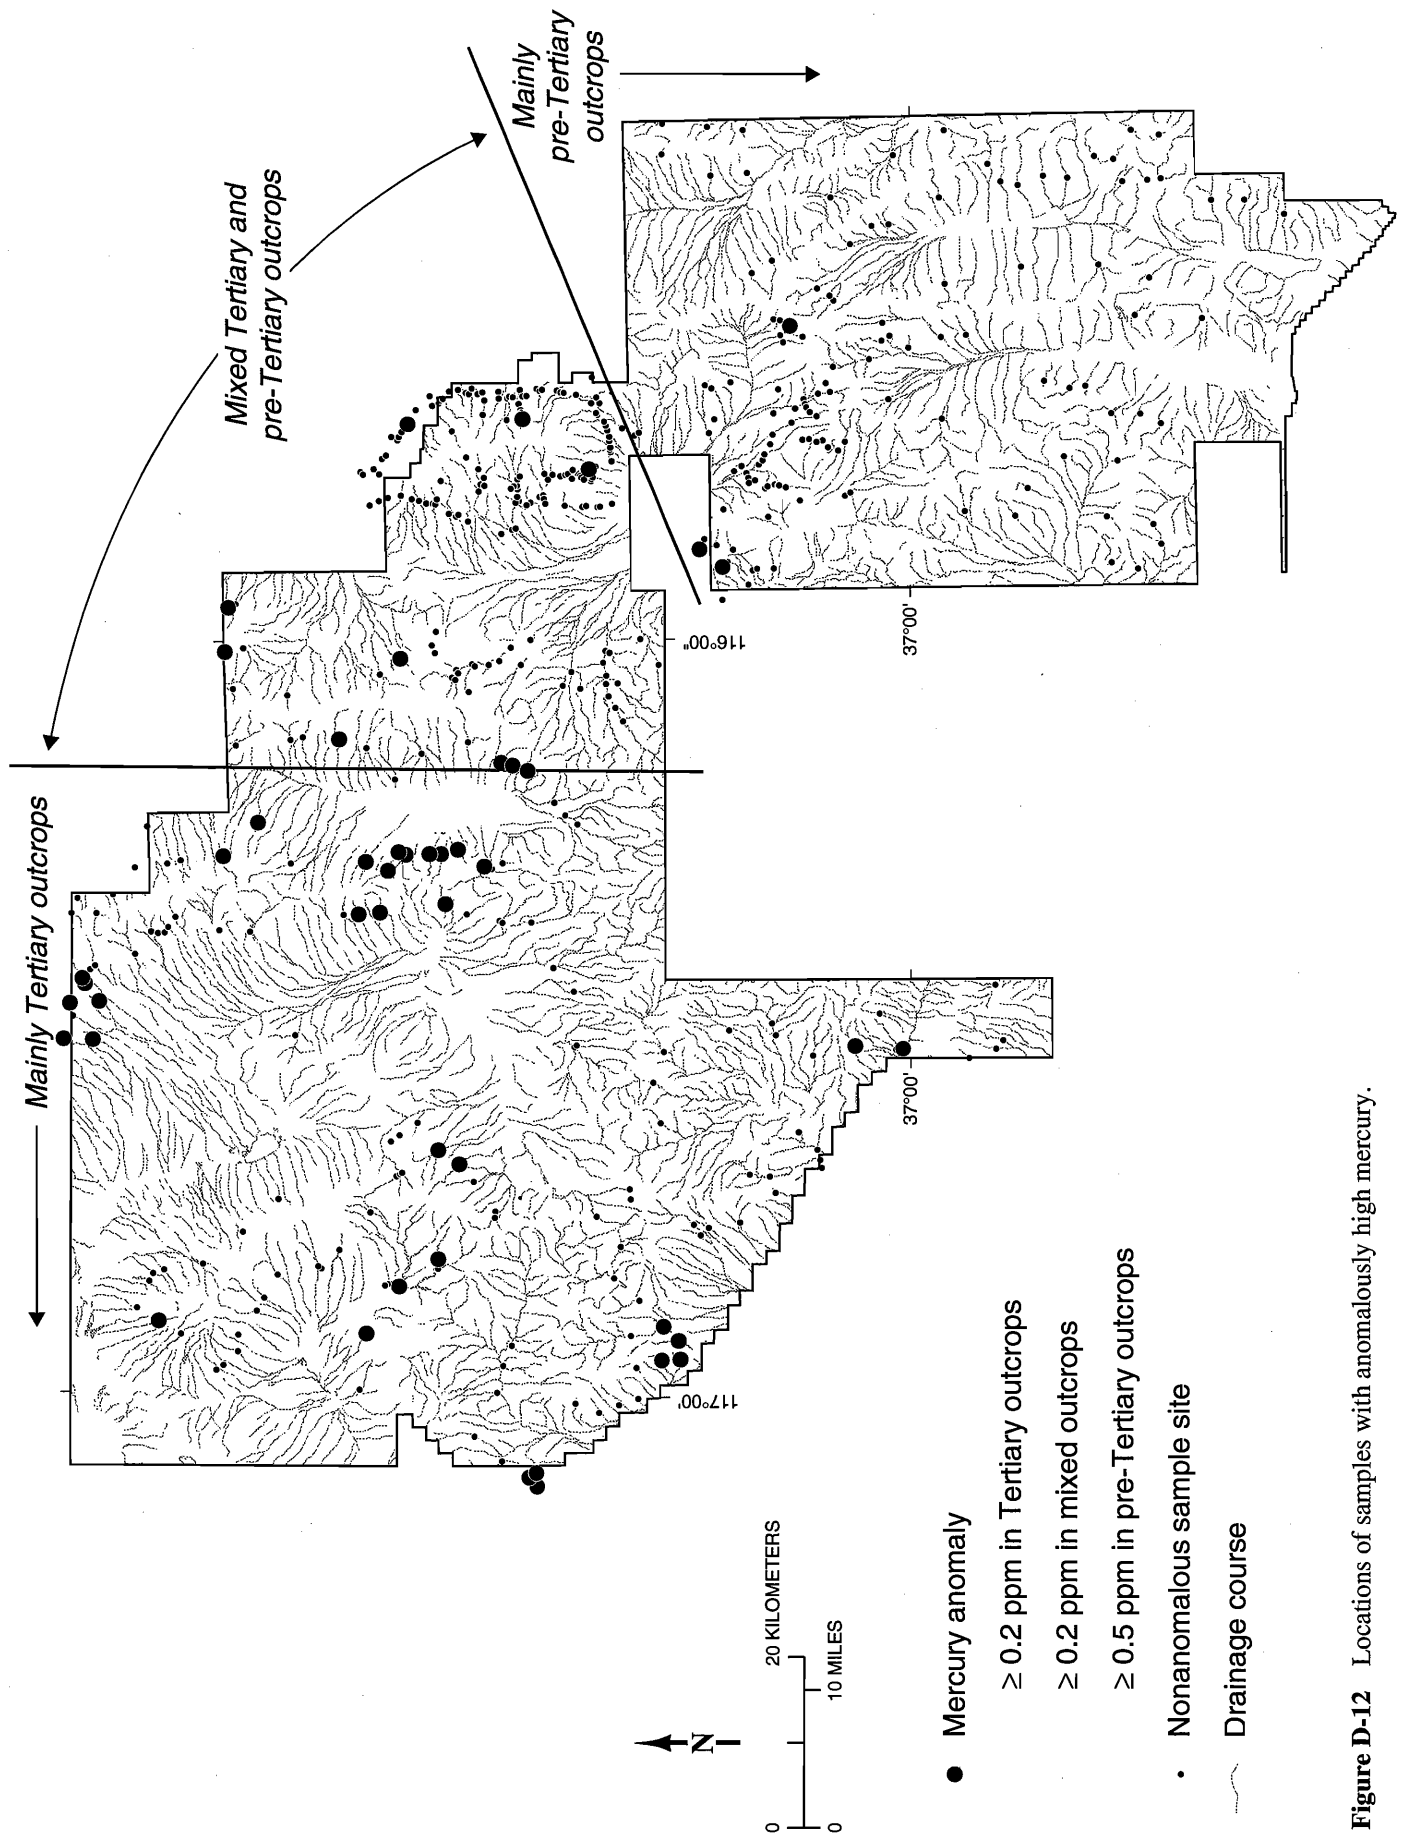 Mainly Tertiary outcrops
Mixed Tertiary and
pre-Tertiary outcrops
Mainly
pre-Tertiary
outcrops
116°00"
117°00'
37°00'
37°00'
N
0
20 KILOMETERS
0
10 MILES
Mercury anomaly
≥ 0.2 ppm in Tertiary outcrops
≥ 0.2 ppm in mixed outcrops
≥ 0.5 ppm in pre-Tertiary outcrops
Nonanomalous sample site
Drainage course
Figure D-12 Locations of samples with anomalously high mercury.